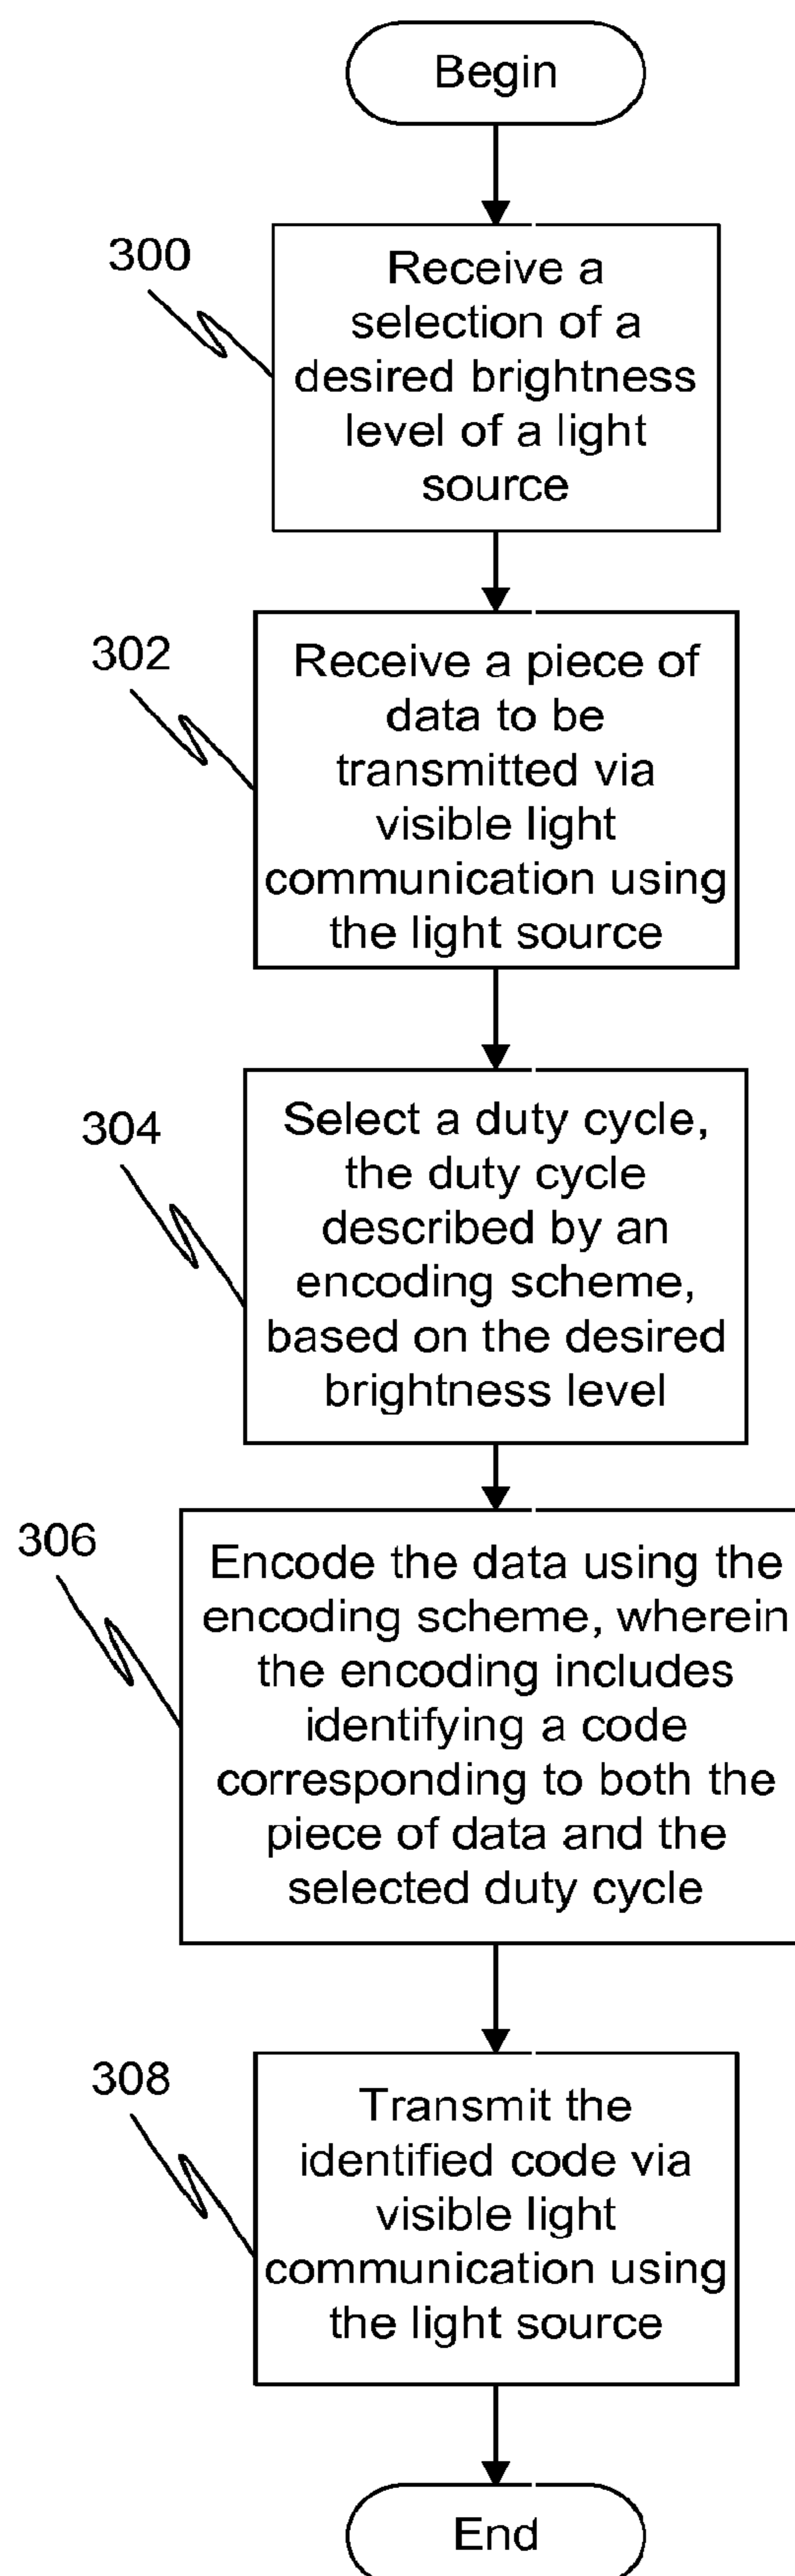 Begin
300
Receive a
selection of a
desired brightness
level of a light
source
302
Receive a piece of
data to be
transmitted via
visible light
communication using
the light source
304
Select a duty cycle,
the duty cycle
described by an
encoding scheme,
based on the desired
brightness level
306
Encode the data using the
encoding scheme, wherein
the encoding includes
identifying a code
corresponding to both the
piece of data and the
selected duty cycle
308
Transmit the
identified code via
visible light
communication using
the light source
End